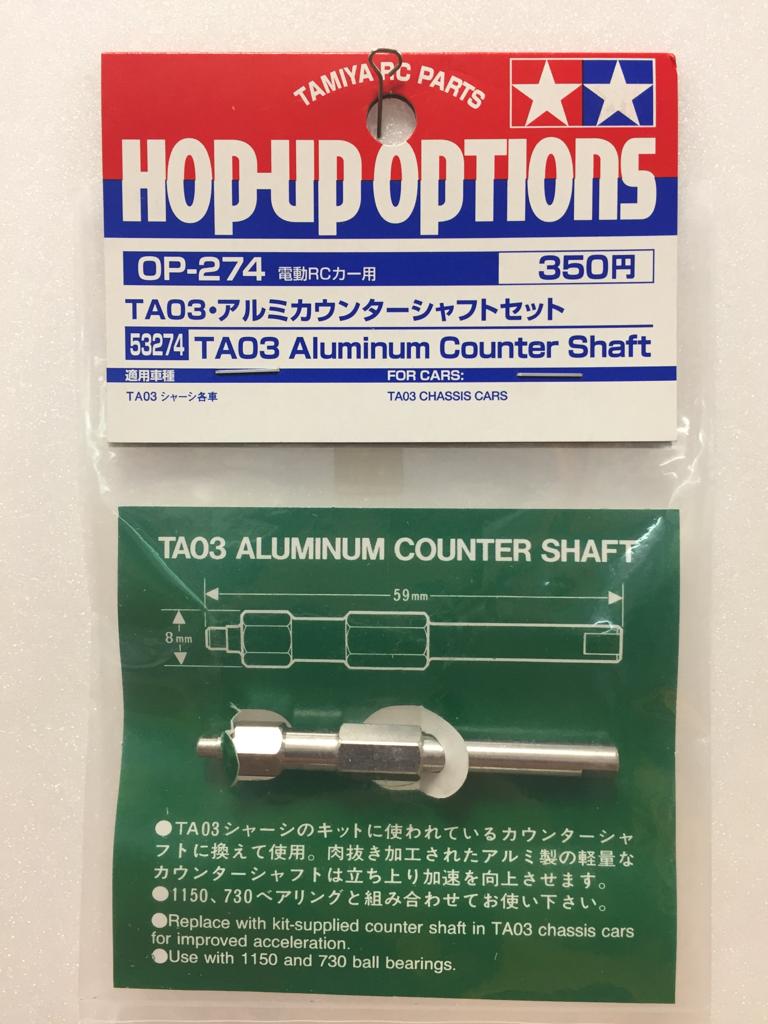 TAMIYA RC PARTS
HOP-UP OPTIONS
OP-274 電動RCカー用 350円
TA03・アルミカウンターシャフトセット
53274 TA03 Aluminum Counter Shaft
適用車種 FOR CARS:
TA03 シャーシ各車 TA03 CHASSIS CARS
TA03 ALUMINUM COUNTER SHAFT
59mm
8mm
●TA03シャーシのキットに使われているカウンターシャ
フトに換えて使用。肉抜き加工されたアルミ製の軽量な
カウンターシャフトは立ち上り加速を向上させます。
●1150、730ベアリングと組み合わせてお使い下さい。
●Replace with kit-supplied counter shaft in TA03 chassis cars
for improved acceleration.
●Use with 1150 and 730 ball bearings.